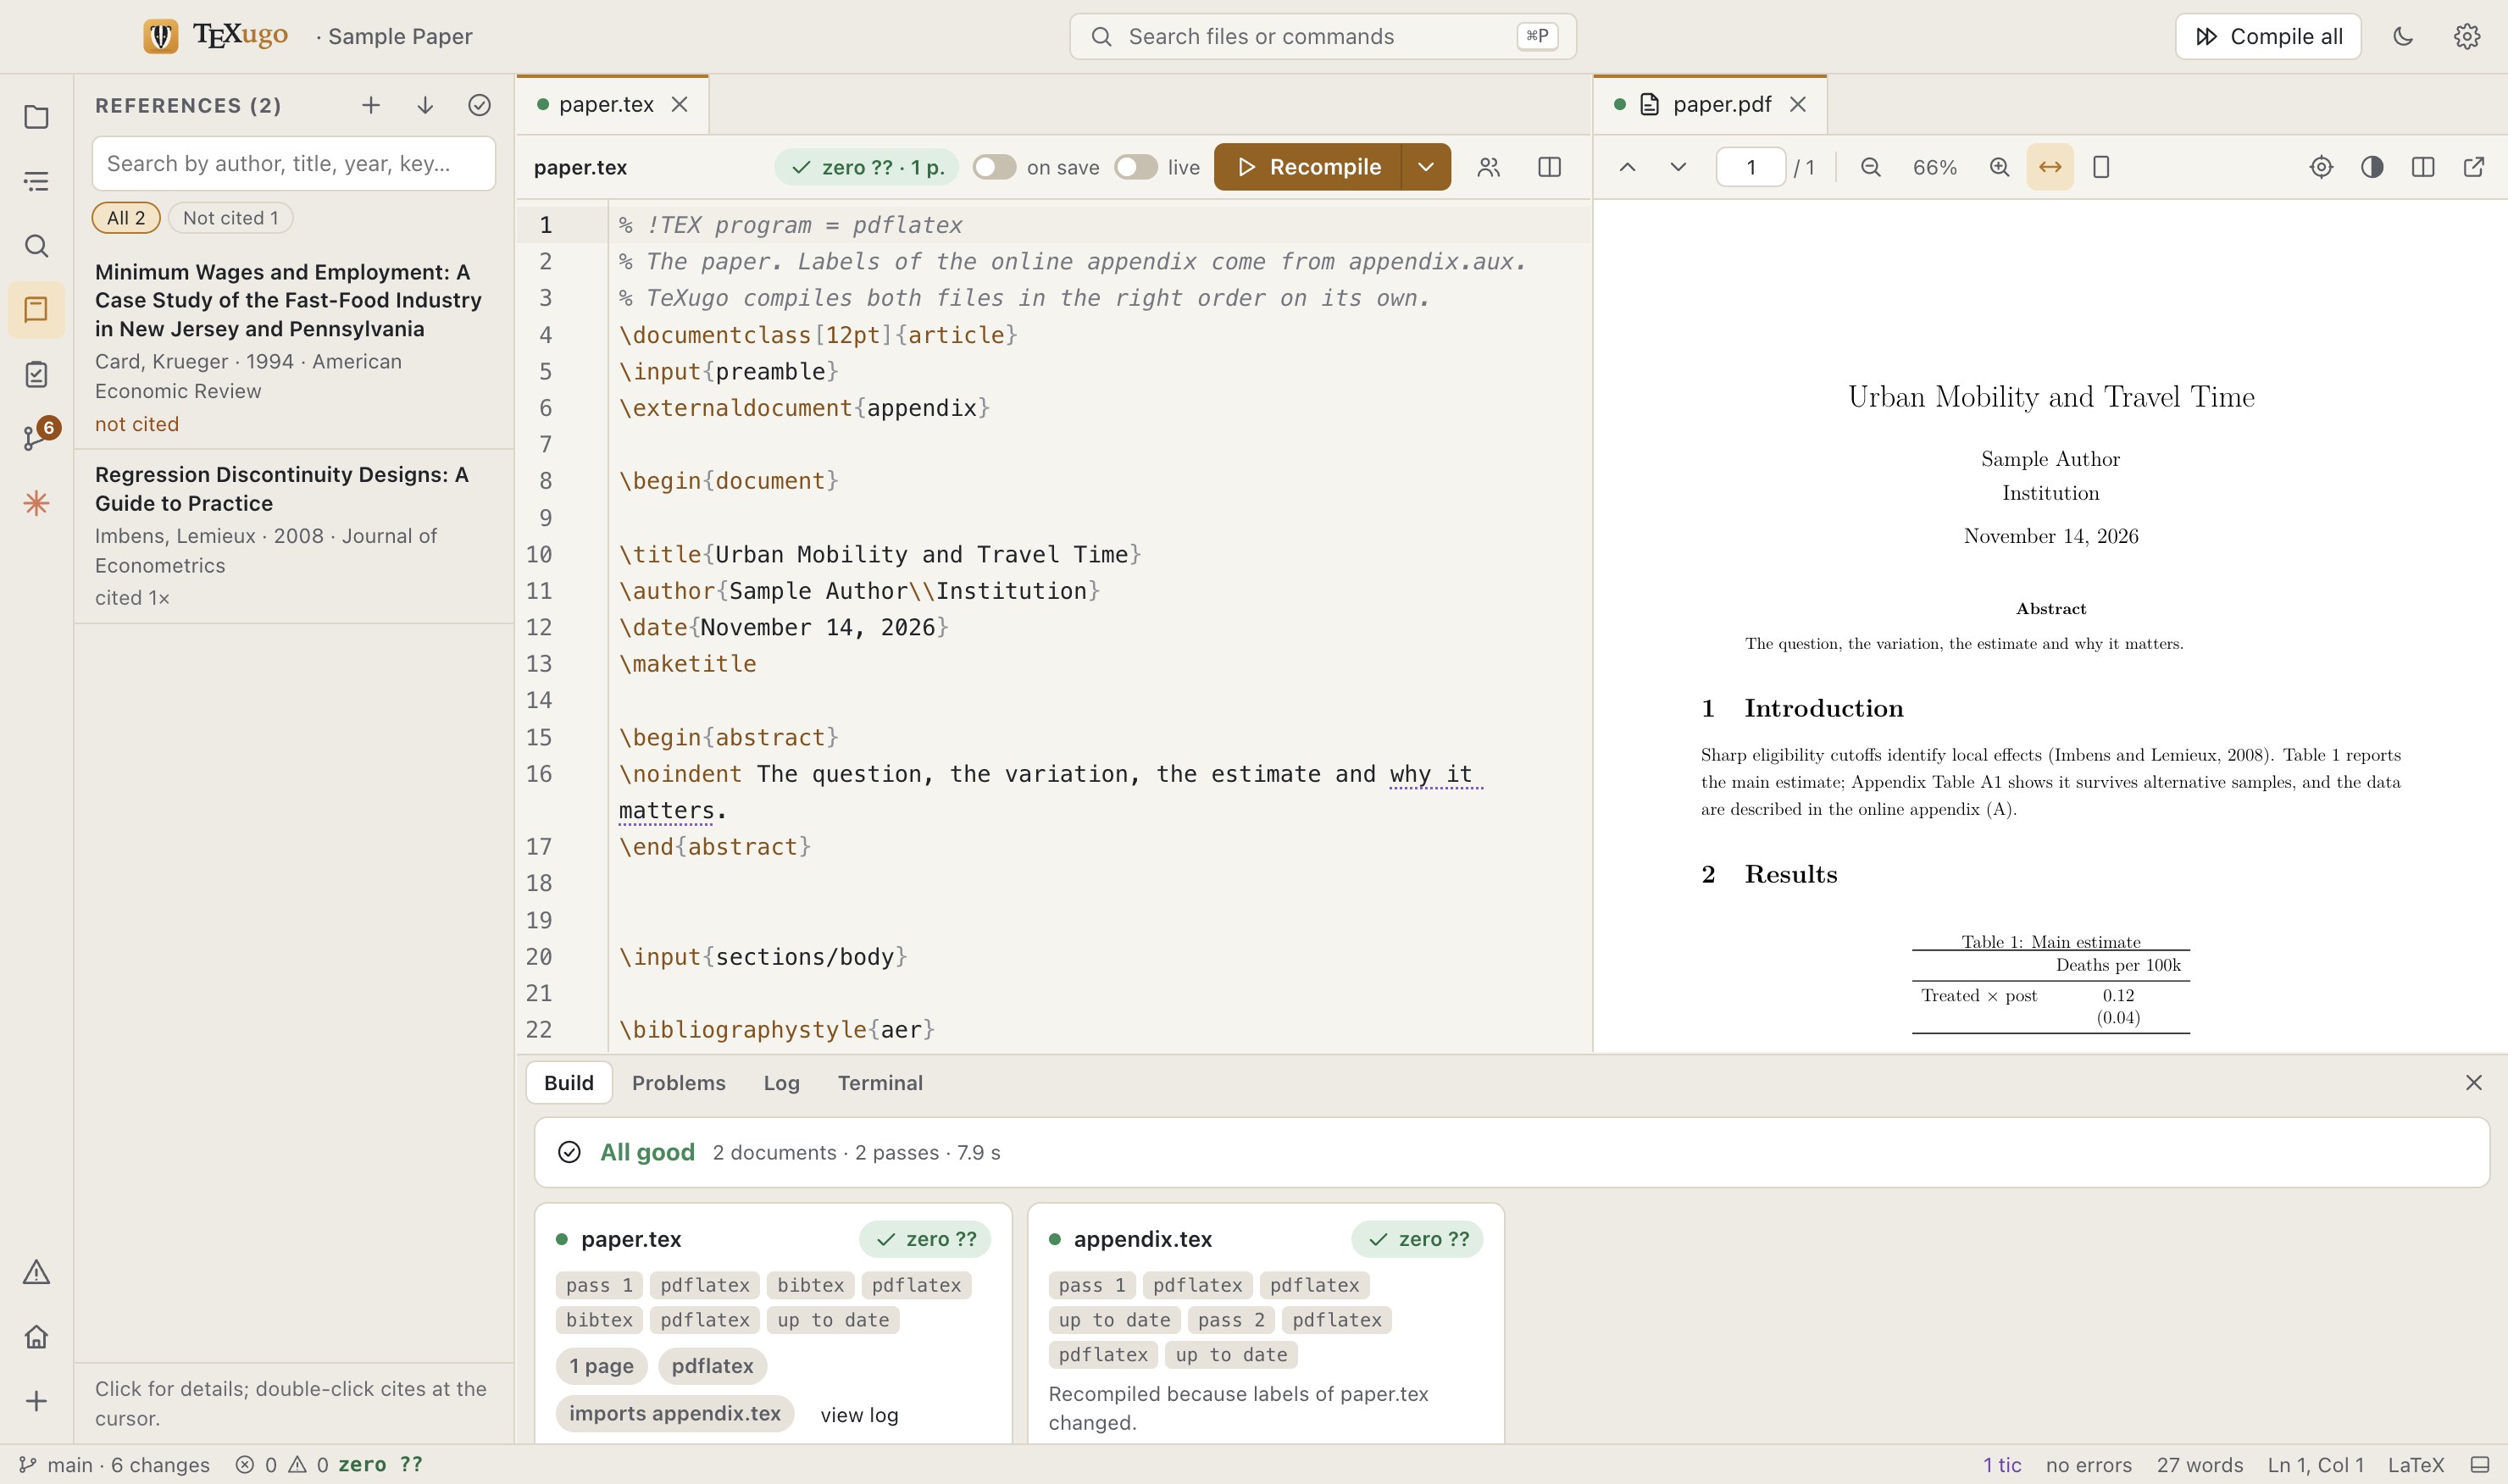 TEXugo · Sample Paper
Search files or commands ⌘P
Compile all
REFERENCES (2)
Search by author, title, year, key...
All 2 Not cited 1
Minimum Wages and Employment: A
Case Study of the Fast-Food Industry
in New Jersey and Pennsylvania
Card, Krueger · 1994 · American
Economic Review
not cited
Regression Discontinuity Designs: A
Guide to Practice
Imbens, Lemieux · 2008 · Journal of
Econometrics
cited 1×
Click for details; double-click cites at the
cursor.
6
paper.tex
paper.tex zero ?? · 1 p. on save live Recompile
1 % !TEX program = pdflatex
2 % The paper. Labels of the online appendix come from appendix.aux.
3 % TeXugo compiles both files in the right order on its own.
4 \documentclass[12pt]{article}
5 \input{preamble}
6 \externaldocument{appendix}
7
8 \begin{document}
9
10 \title{Urban Mobility and Travel Time}
11 \author{Sample Author\\Institution}
12 \date{November 14, 2026}
13 \maketitle
14
15 \begin{abstract}
16 \noindent The question, the variation, the estimate and why it
matters.
17 \end{abstract}
18
19
20 \input{sections/body}
21
22 \bibliographystyle{aer}
paper.pdf
1 / 1 66%
Urban Mobility and Travel Time
Sample Author
Institution
November 14, 2026
Abstract
The question, the variation, the estimate and why it matters.
1 Introduction
Sharp eligibility cutoffs identify local effects (Imbens and Lemieux, 2008). Table 1 reports
the main estimate; Appendix Table A1 shows it survives alternative samples, and the data
are described in the online appendix (A).
2 Results
Table 1: Main estimate
Deaths per 100k
Treated × post 0.12
(0.04)
Build Problems Log Terminal
All good 2 documents · 2 passes · 7.9 s
paper.tex zero ??
pass 1 pdflatex bibtex pdflatex
bibtex pdflatex up to date
1 page pdflatex
imports appendix.tex view log
appendix.tex zero ??
pass 1 pdflatex pdflatex
up to date pass 2 pdflatex
pdflatex up to date
Recompiled because labels of paper.tex
changed.
main · 6 changes 0 0 zero ??
1 tic no errors 27 words Ln 1, Col 1 LaTeX